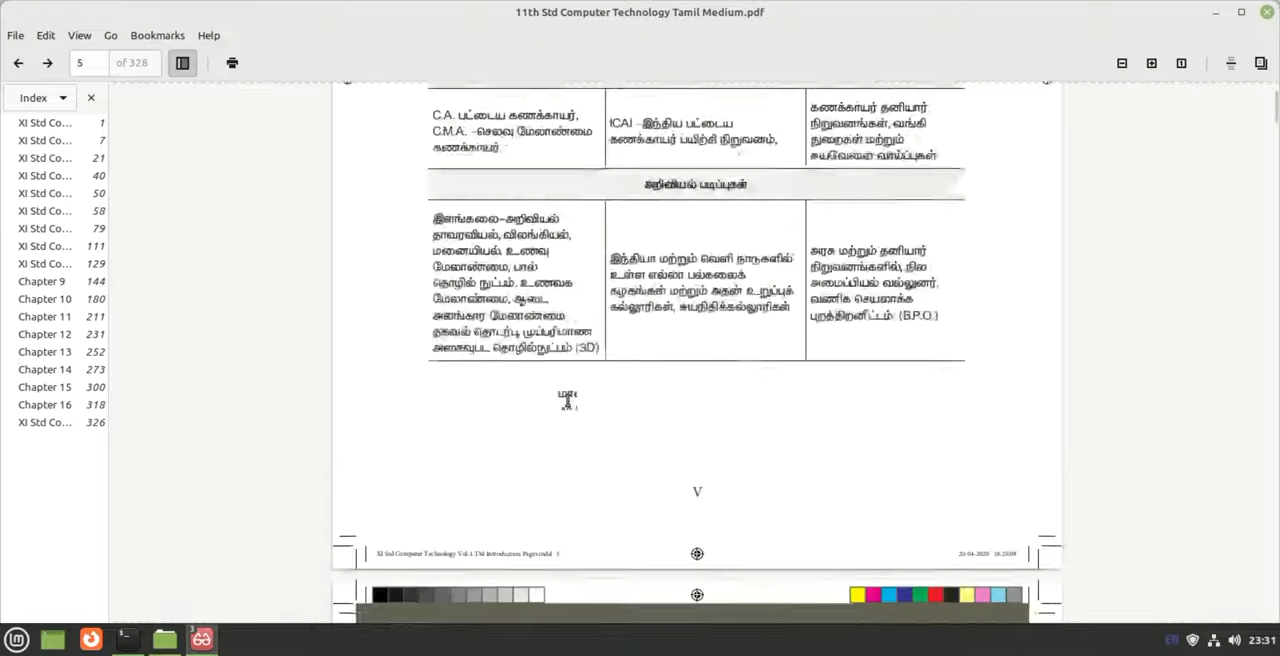 11th Std Computer Technology Tamil Medium.pdf
File Edit View Go Bookmarks Help
5 of 328
Index
XI Std Co... 1
XI Std Co... 7
XI Std Co... 21
XI Std Co... 40
XI Std Co... 50
XI Std Co... 58
XI Std Co... 79
XI Std Co... 111
XI Std Co... 129
Chapter 9 144
Chapter 10 180
Chapter 11 211
Chapter 12 231
Chapter 13 252
Chapter 14 273
Chapter 15 300
Chapter 16 318
XI Std Co... 326
C.A. பட்டைய கணக்காயர்,
C.M.A. -செலவு மேலாண்மை
கணக்காயர்
ICAI -இந்திய பட்டைய
கணக்காயர் பயிற்சி நிறுவனம்,
கணக்காயர் தனியார்
நிறுவனங்கள், வங்கி
துறைகள் மற்றும்
சுயவேலை வாய்ப்புகள்
அறிவியல் படிப்புகள்
இளங்கலை-அறிவியல்
தாவரவியல், விலங்கியல்,
மனையியல். உணவு
மேலாண்மை, பால்
தொழில் நுட்பம். உணவக
மேலாண்மை, ஆடை
அலங்கார மேலாண்மை
தகவல் தொடர்பு முப்பரிமாண
அசைவுபட தொழில்நுட்பம் (3D)
இந்தியா மற்றும் வெளி நாடுகளில்
உள்ள எல்லா பல்கலைக்
கழகங்கள் மற்றும் அதன் உறுப்புக்
கல்லூரிகள், சுயநிதிக்கல்லூரிகள்
அரசு மற்றும் தனியார்
நிறுவனங்களில், நில
அமைப்பியல் வல்லுனர்,
வணிக செயலாக்க
புறத்திறனீட்டம் (B.P.O.)
V
XI Std Computer Technology Vol-1 TM Introduction Pages.indd 5
20-04-2020 16:23:08
23:31